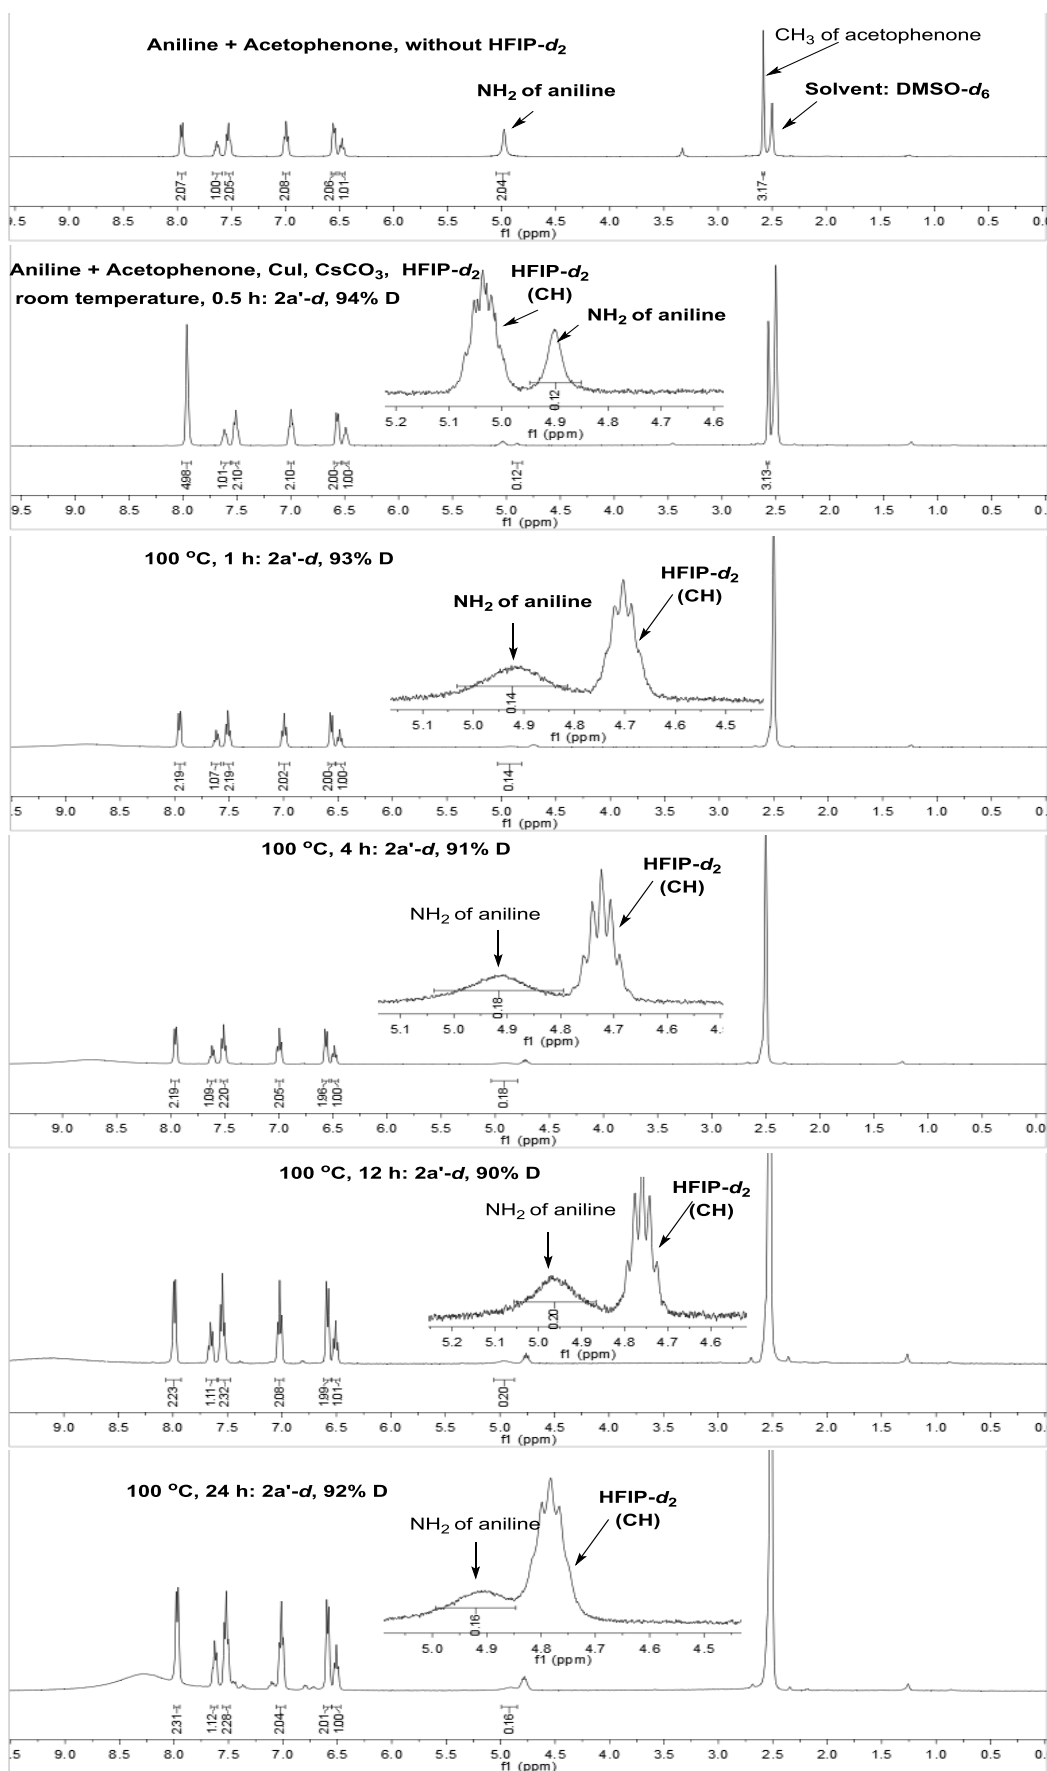 Aniline + Acetophenone, without HFIP-d2
CH3 of acetophenone
NH2 of aniline
Solvent: DMSO-d6
2.07 1.00 2.05 2.08 2.06 1.01 2.04 3.17
9.5 9.0 8.5 8.0 7.5 7.0 6.5 6.0 5.5 5.0 4.5 4.0 3.5 3.0 2.5 2.0 1.5 1.0 0.5 0.0
f1 (ppm)
Aniline + Acetophenone, CuI, CsCO3, HFIP-d2
room temperature, 0.5 h: 2a'-d, 94% D
HFIP-d2
(CH)
NH2 of aniline
0.12
5.2 5.1 5.0 4.9 4.8 4.7 4.6
f1 (ppm)
4.98 1.01 2.10 2.10 2.00 1.00 0.12 3.13
9.5 9.0 8.5 8.0 7.5 7.0 6.5 6.0 5.5 5.0 4.5 4.0 3.5 3.0 2.5 2.0 1.5 1.0 0.5 0.
f1 (ppm)
100 °C, 1 h: 2a'-d, 93% D
HFIP-d2
(CH)
NH2 of aniline
0.14
5.1 5.0 4.9 4.8 4.7 4.6 4.5
f1 (ppm)
2.19 1.07 2.19 2.02 2.00 1.00 0.14
.5 9.0 8.5 8.0 7.5 7.0 6.5 6.0 5.5 5.0 4.5 4.0 3.5 3.0 2.5 2.0 1.5 1.0 0.5 0.
f1 (ppm)
100 °C, 4 h: 2a'-d, 91% D
HFIP-d2
(CH)
NH2 of aniline
0.18
5.1 5.0 4.9 4.8 4.7 4.6 4.
f1 (ppm)
2.19 1.09 2.20 2.05 1.96 1.00 0.18
9.0 8.5 8.0 7.5 7.0 6.5 6.0 5.5 5.0 4.5 4.0 3.5 3.0 2.5 2.0 1.5 1.0 0.5 0.0
f1 (ppm)
100 °C, 12 h: 2a'-d, 90% D
HFIP-d2
(CH)
NH2 of aniline
0.20
5.2 5.1 5.0 4.9 4.8 4.7 4.6
f1 (ppm)
2.23 1.11 2.32 2.08 1.99 1.01 0.20
.5 9.0 8.5 8.0 7.5 7.0 6.5 6.0 5.5 5.0 4.5 4.0 3.5 3.0 2.5 2.0 1.5 1.0 0.5 0.
f1 (ppm)
100 °C, 24 h: 2a'-d, 92% D
HFIP-d2
(CH)
NH2 of aniline
0.16
5.0 4.9 4.8 4.7 4.6 4.5
f1 (ppm)
2.31 1.12 2.28 2.04 2.01 1.00 0.16
.5 9.0 8.5 8.0 7.5 7.0 6.5 6.0 5.5 5.0 4.5 4.0 3.5 3.0 2.5 2.0 1.5 1.0 0.5 0.
f1 (ppm)